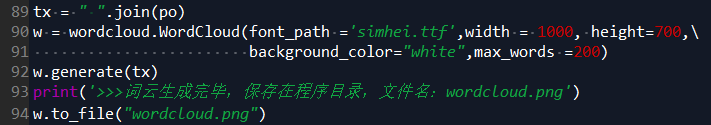 89 tx = " ".join(po)
90 w = wordcloud.WordCloud(font_path ='simhei.ttf',width = 1000, height=700,\
91 background_color="white",max_words =200)
92 w.generate(tx)
93 print('>>>词云生成完毕，保存在程序目录，文件名：wordcloud.png')
94 w.to_file("wordcloud.png")